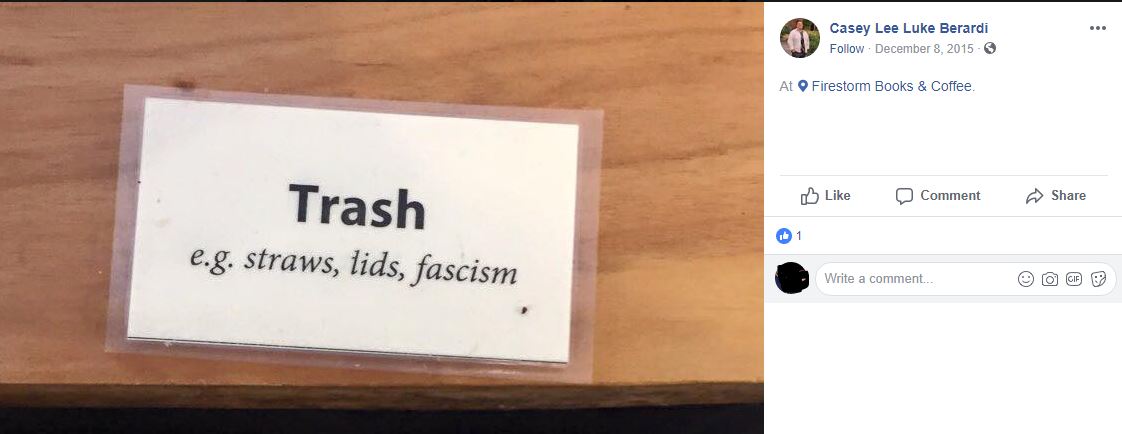 Trash
e.g. straws, lids, fascism
Casey Lee Luke Berardi
Follow · December 8, 2015 ·
At Firestorm Books & Coffee.
Like Comment Share
1
Write a comment...
GIF